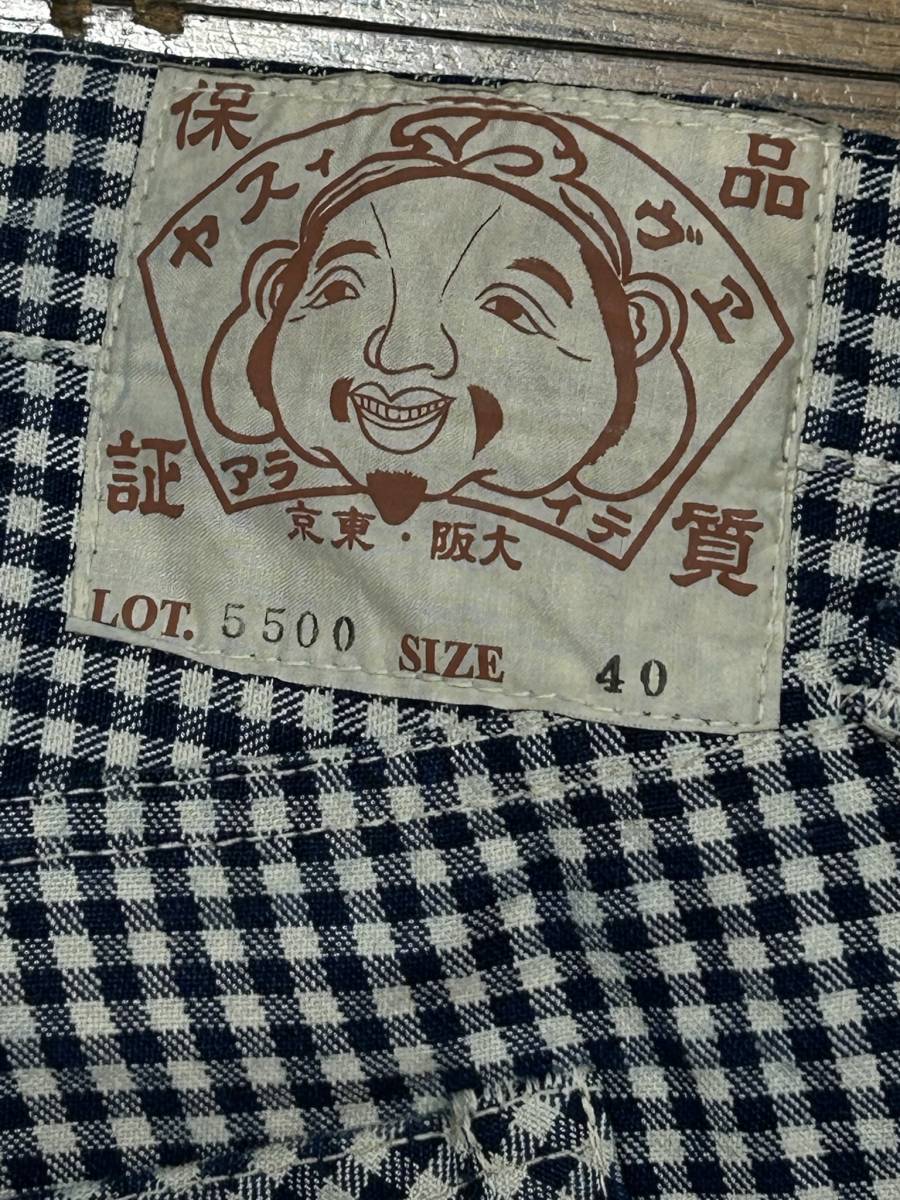 品質
保証
エヴィスヤ
テイラア
大阪・東京
LOT. 5500 SIZE 40